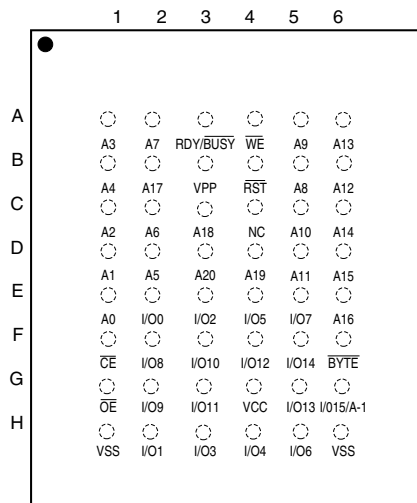 1 2 3 4 5 6
A
A3 A7 RDY/BUSY WE A9 A13
B
A4 A17 VPP RST A8 A12
C
A2 A6 A18 NC A10 A14
D
A1 A5 A20 A19 A11 A15
E
A0 I/O0 I/O2 I/O5 I/O7 A16
F
CE I/O8 I/O10 I/O12 I/O14 BYTE
G
OE I/O9 I/O11 VCC I/O13 I/015/A-1
H
VSS I/O1 I/O3 I/O4 I/O6 VSS